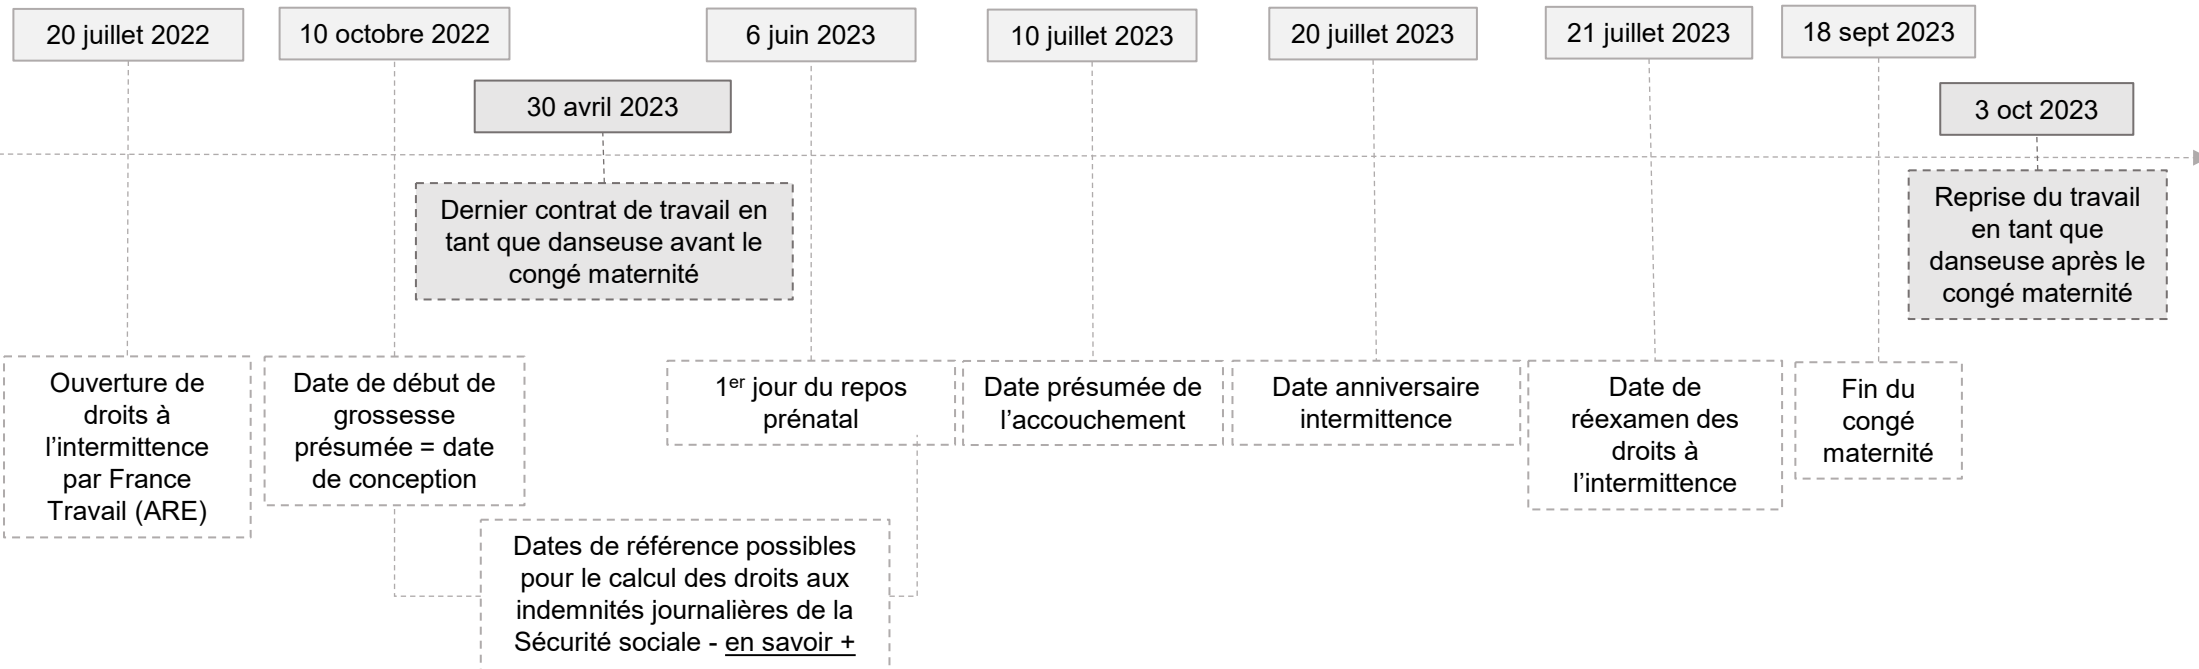 20 juillet 2022
10 octobre 2022
6 juin 2023
10 juillet 2023
20 juillet 2023
21 juillet 2023
18 sept 2023
30 avril 2023
3 oct 2023
Dernier contrat de travail en
tant que danseuse avant le
congé maternité
Reprise du travail
en tant que
danseuse après le
congé maternité
Ouverture de
droits à
l’intermittence
par France
Travail (ARE)
Date de début de
grossesse
présumée = date
de conception
1er jour du repos
prénatal
Date présumée de
l’accouchement
Date anniversaire
intermittence
Date de
réexamen des
droits à
l’intermittence
Fin du
congé
maternité
Dates de référence possibles
pour le calcul des droits aux
indemnités journalières de la
Sécurité sociale - en savoir +